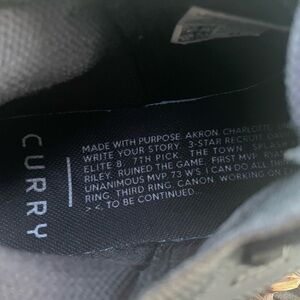 CURRY
MADE WITH PURPOSE. AKRON. CHARLOTTE.
WRITE YOUR STORY. 3-STAR RECRUIT.
ELITE 8. 7TH PICK. THE TOWN. SPLASH
RILEY. RUINED THE GAME. FIRST MVP.
UNANIMOUS MVP 73 W'S. I CAN DO ALL
RING. THIRD RING. CANON. WORKING ON
> <. TO BE CONTINUED...